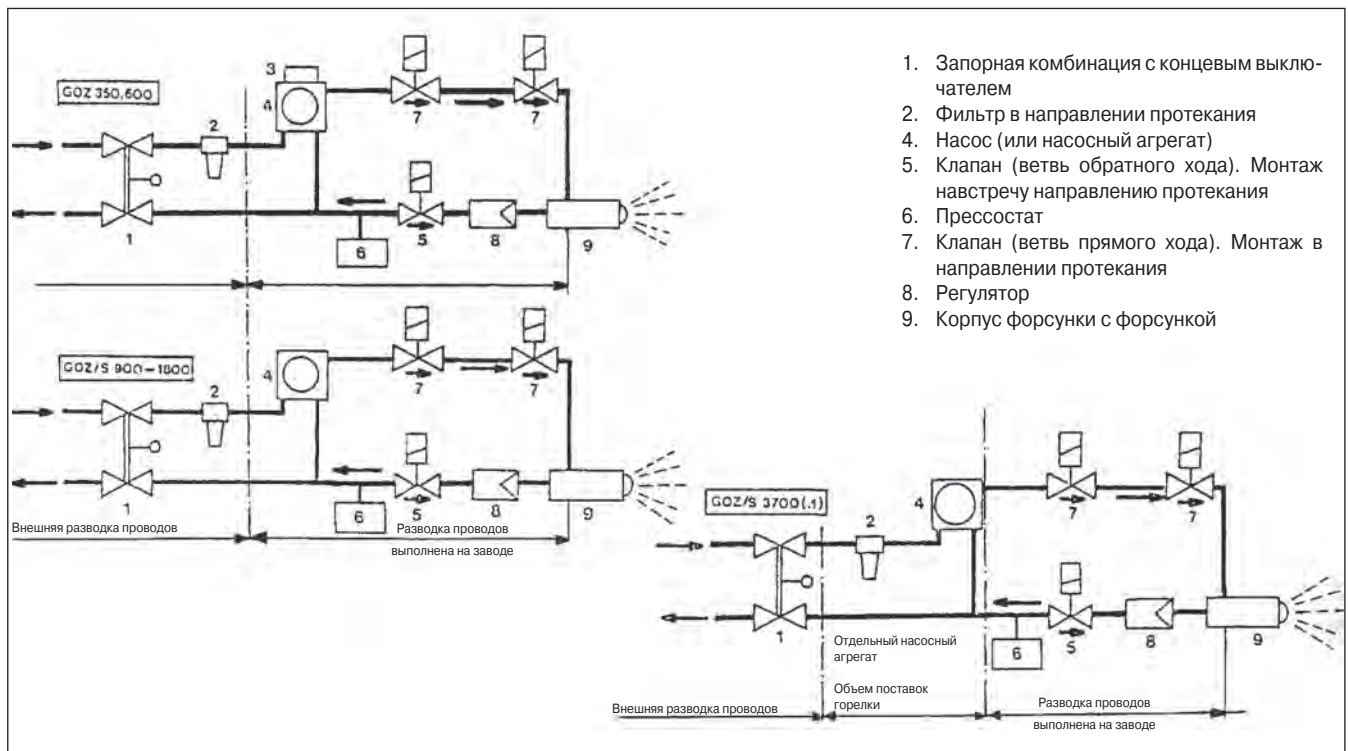 GOZ 350,600
3
4
2
7
7
1
6
5
8
9
GOZ/S 900–1800
4
2
7
7
1
6
5
8
9
Внешняя разводка проводов
Разводка проводов
выполнена на заводе
1. Запорная комбинация с концевым выклю-
чателем
2. Фильтр в направлении протекания
4. Насос (или насосный агрегат)
5. Клапан (ветвь обратного хода). Монтаж
навстречу направлению протекания
6. Прессостат
7. Клапан (ветвь прямого хода). Монтаж в
направлении протекания
8. Регулятор
9. Корпус форсунки с форсункой
GOZ/S 3700(.1)
4
2
7
7
1
6
5
8
9
Отдельный насосный
агрегат
Внешняя разводка проводов
Объем поставок
горелки
Разводка проводов
выполнена на заводе